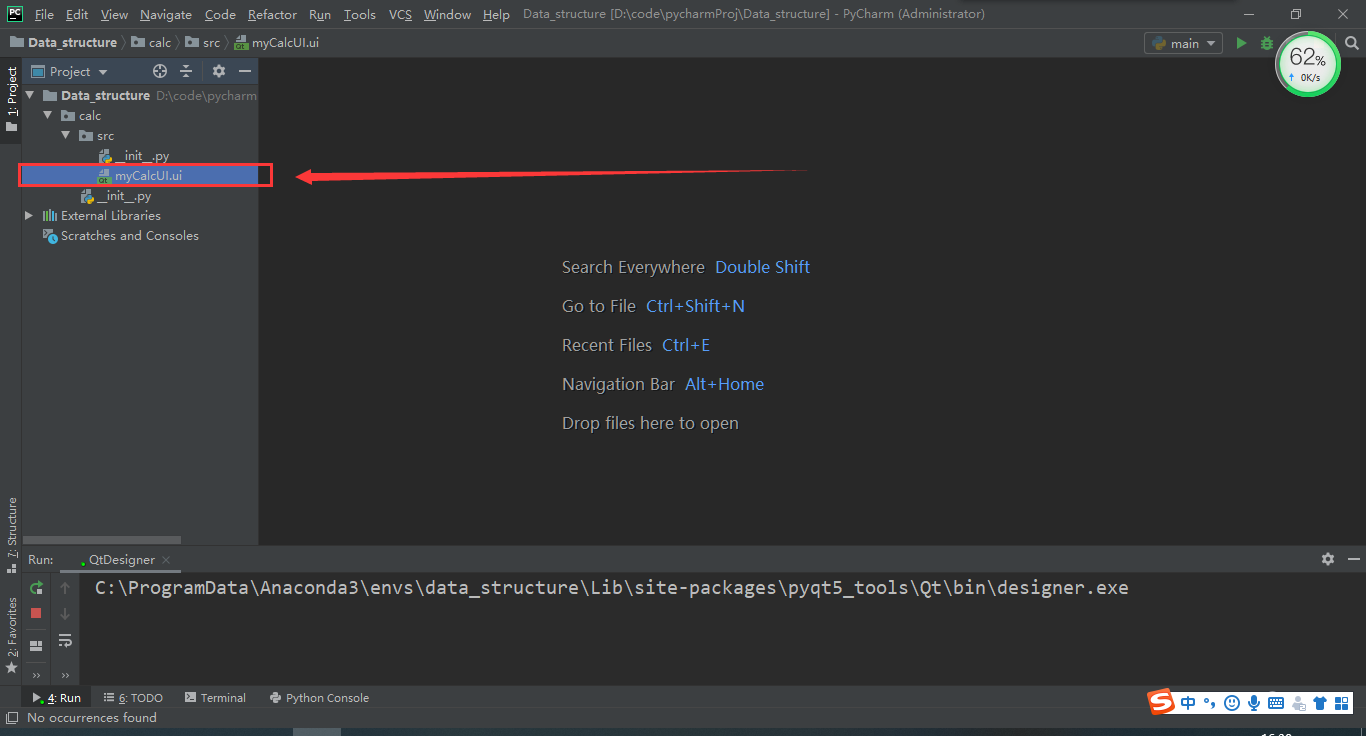 PC File Edit View Navigate Code Refactor Run Tools VCS Window Help Data_structure [D:\code\pycharmProj\Data_structure] - PyCharm (Administrator)
Data_structure calc src myCalcUI.ui main
62%
0K/s
1: Project
Project
Data_structure D:\code\pycharm
calc
src
__init__.py
myCalcUI.ui
__init__.py
External Libraries
Scratches and Consoles
Search Everywhere Double Shift
Go to File Ctrl+Shift+N
Recent Files Ctrl+E
Navigation Bar Alt+Home
Drop files here to open
7: Structure
2: Favorites
Run: QtDesigner
C:\ProgramData\Anaconda3\envs\data_structure\Lib\site-packages\pyqt5_tools\Qt\bin\designer.exe
4: Run 6: TODO Terminal Python Console
S 中
No occurrences found